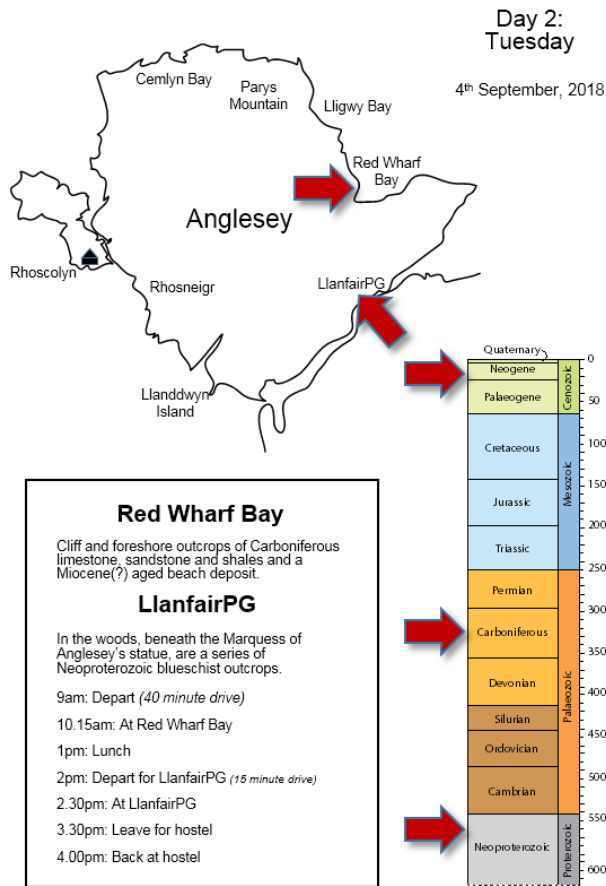 Day 2:
Tuesday
4th September, 2018
Cemlyn Bay
Parys
Mountain
Lligwy Bay
Red Wharf
Bay
Anglesey
Rhoscolyn
Rhosneigr
LlanfairPG
Llanddwyn
Island
Quaternary
Neogene
Palaeogene
Cretaceous
Jurassic
Triassic
Permian
Carboniferous
Devonian
Silurian
Ordovician
Cambrian
Neoproterozoic
Cenozoic
Mesozoic
Palaeozoic
Proterozoic
0
50
100
150
200
250
300
350
400
450
500
550
600
Red Wharf Bay
Cliff and foreshore outcrops of Carboniferous
limestone, sandstone and shales and a
Miocene(?) aged beach deposit.
LlanfairPG
In the woods, beneath the Marquess of
Anglesey's statue, are a series of
Neoproterozoic blueschist outcrops.
9am: Depart (40 minute drive)
10.15am: At Red Wharf Bay
1pm: Lunch
2pm: Depart for LlanfairPG (15 minute drive)
2.30pm: At LlanfairPG
3.30pm: Leave for hostel
4.00pm: Back at hostel